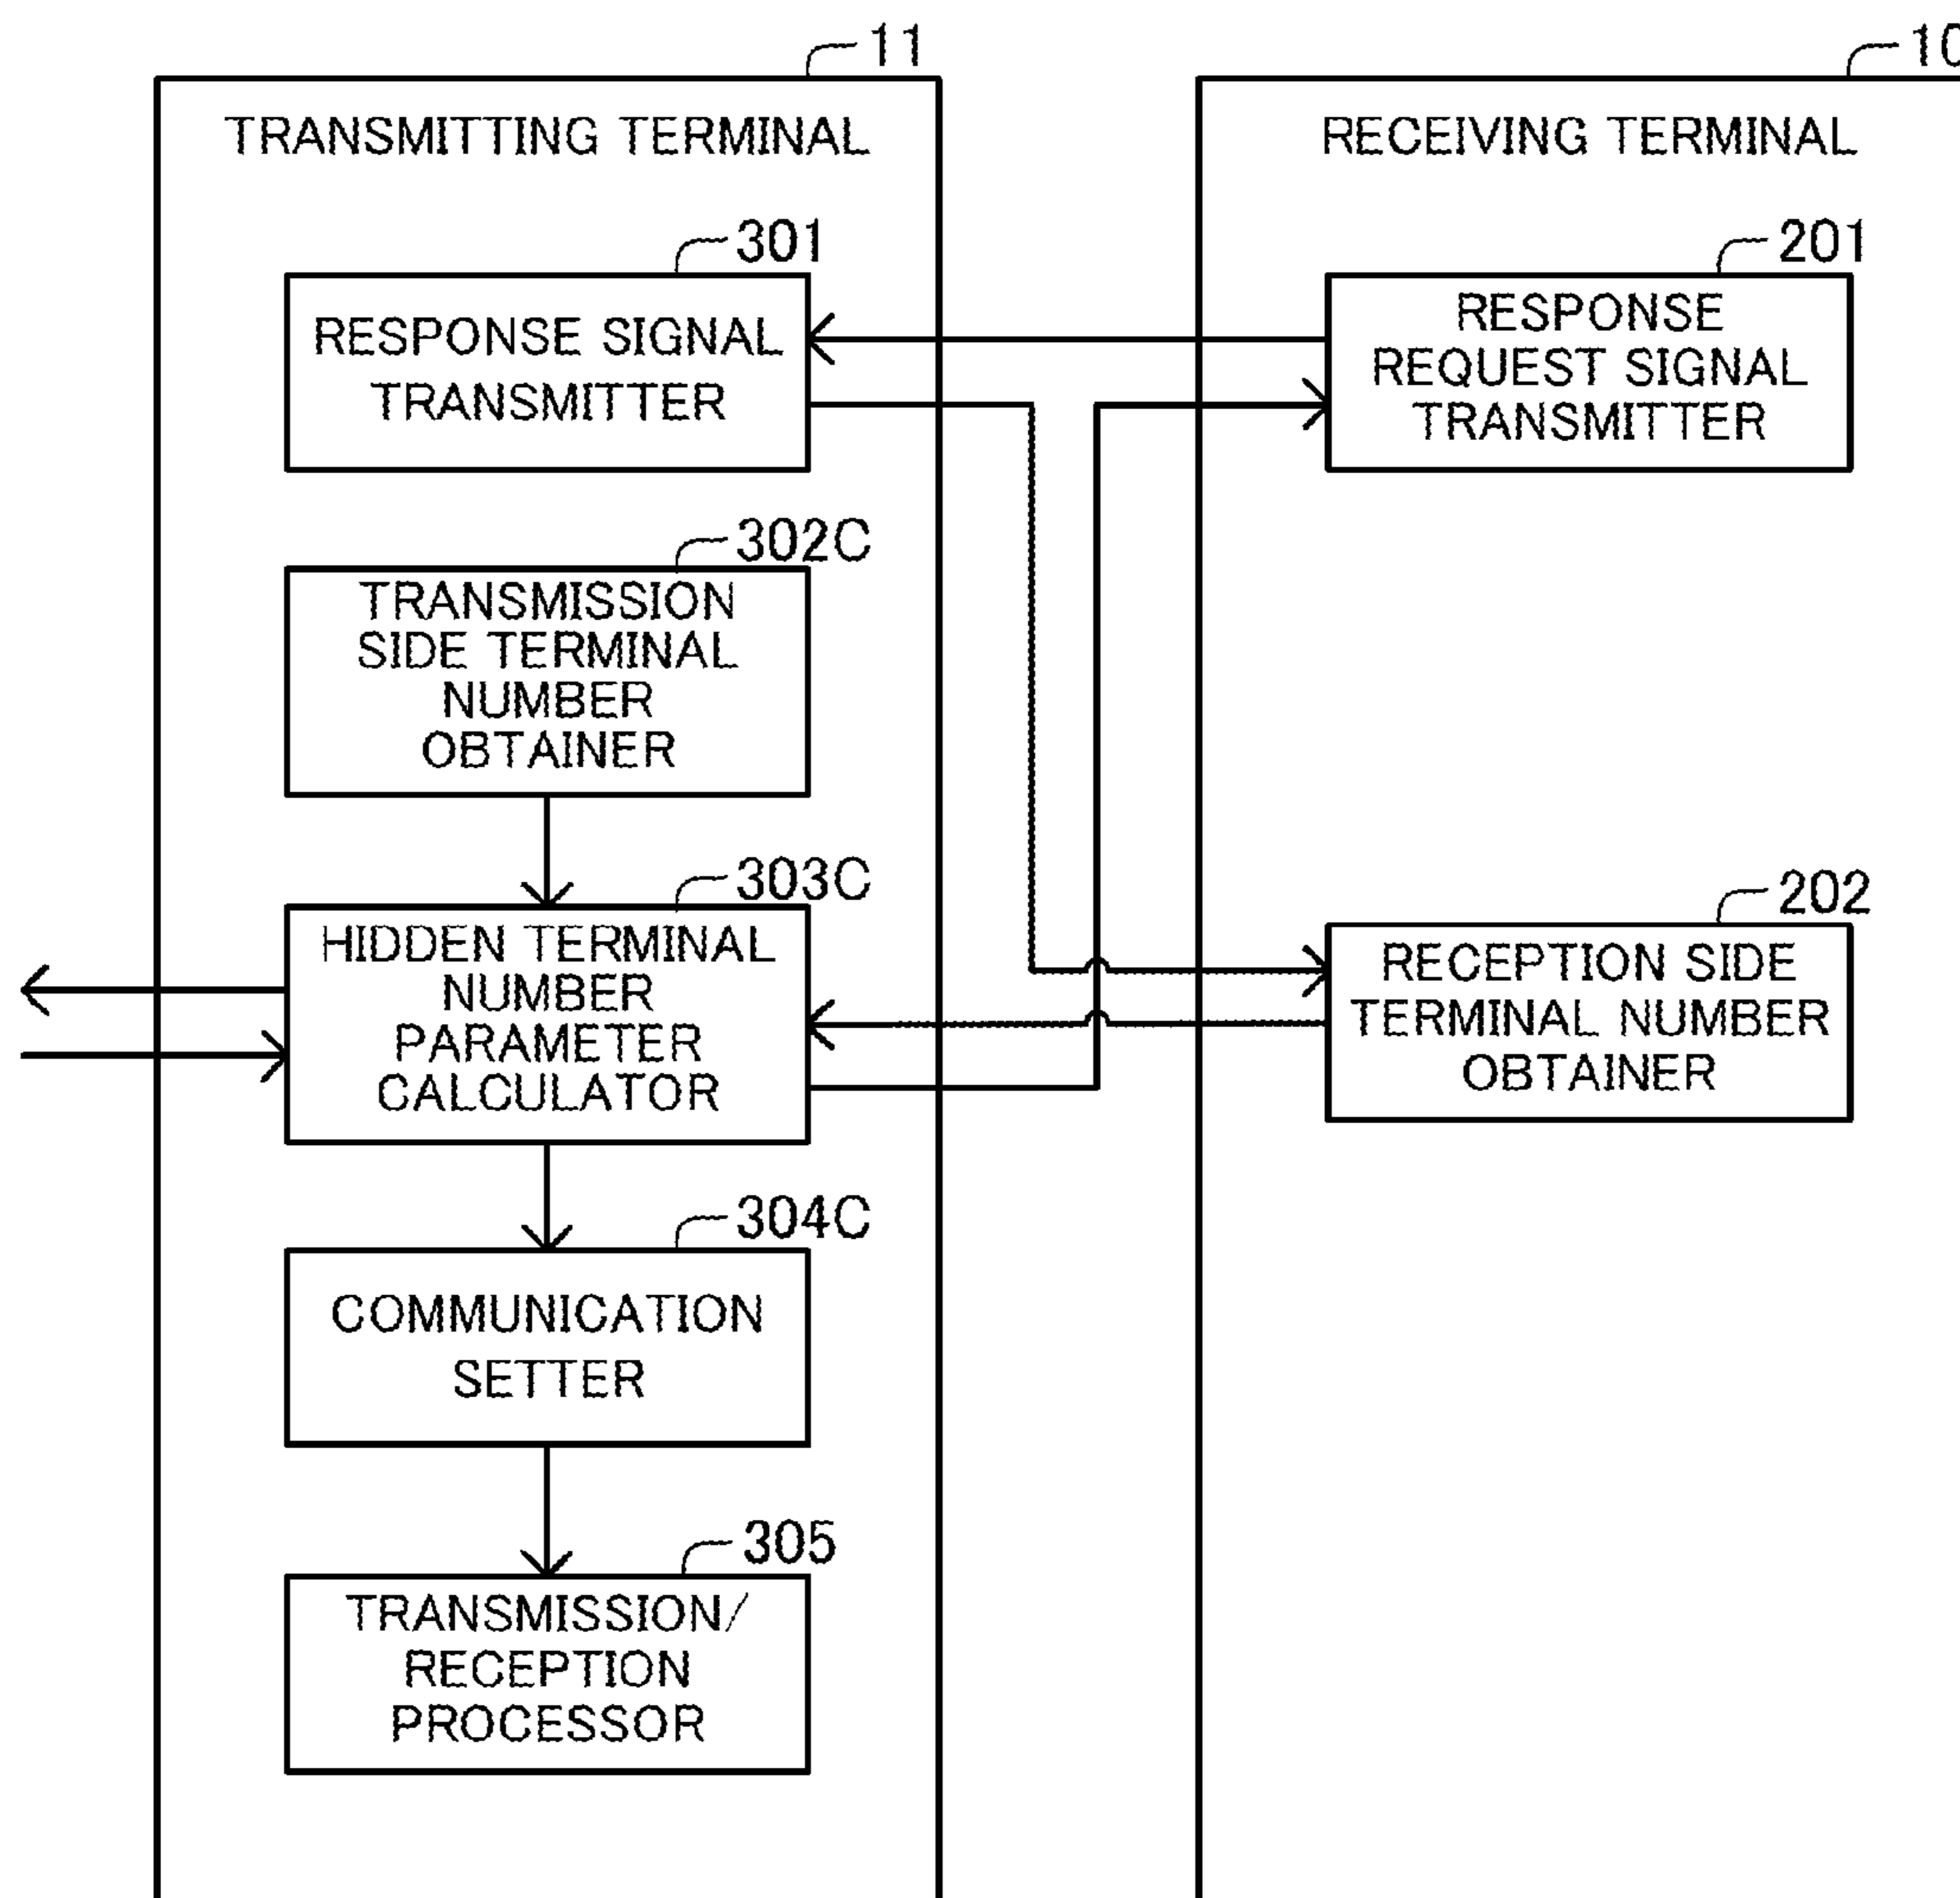 11
TRANSMITTING TERMINAL
301
RESPONSE SIGNAL
TRANSMITTER
302C
TRANSMISSION
SIDE TERMINAL
NUMBER
OBTAINER
303C
HIDDEN TERMINAL
NUMBER
PARAMETER
CALCULATOR
304C
COMMUNICATION
SETTER
305
TRANSMISSION/
RECEPTION
PROCESSOR
10
RECEIVING TERMINAL
201
RESPONSE
REQUEST SIGNAL
TRANSMITTER
202
RECEPTION SIDE
TERMINAL NUMBER
OBTAINER